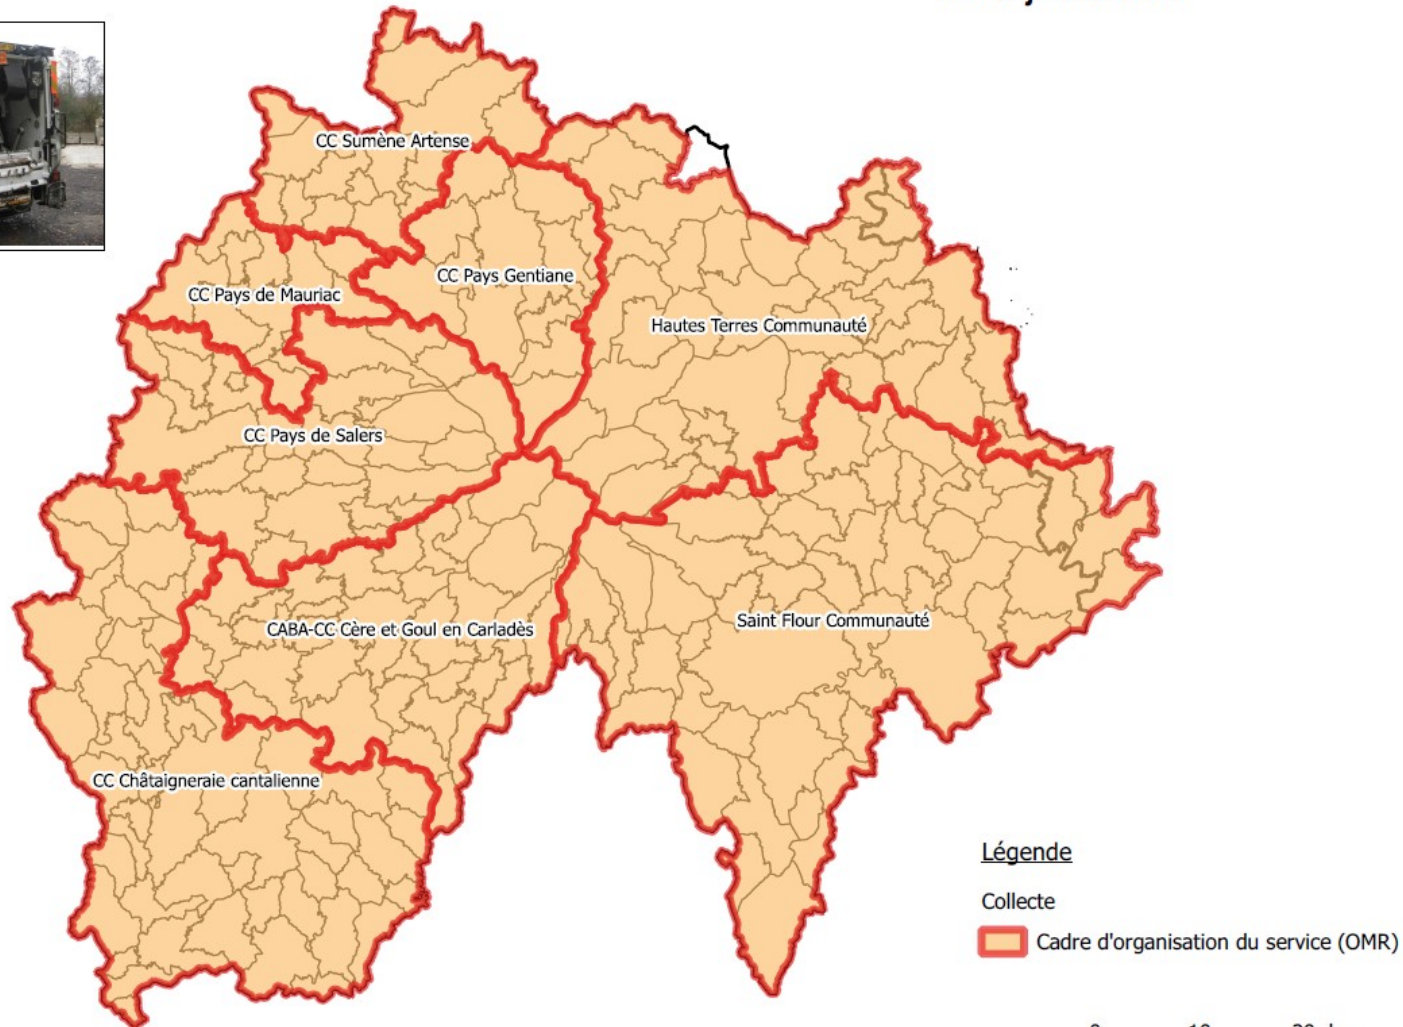 CC Sumène Artense
CC Pays Gentiane
CC Pays de Mauriac
Hautes Terres Communauté
CC Pays de Salers
Saint Flour Communauté
CABA-CC Cère et Goul en Carladès
CC Châtaigneraie cantalienne
Légende
Collecte
Cadre d'organisation du service (OMR)